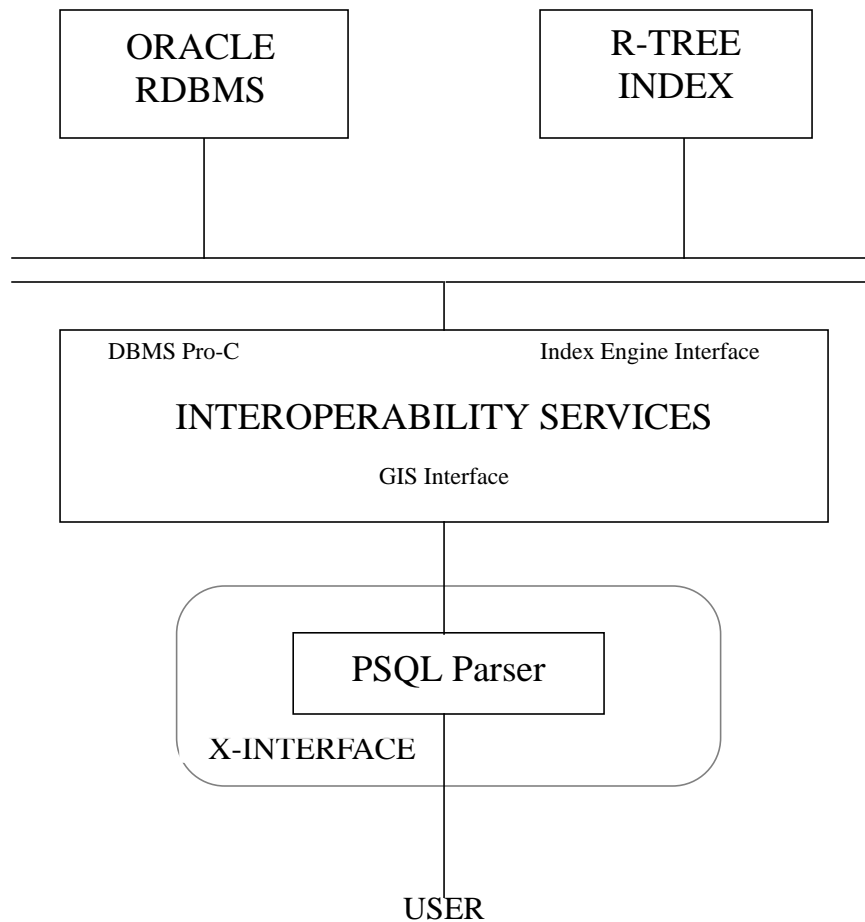 ORACLE
RDBMS
R-TREE
INDEX
DBMS Pro-C
Index Engine Interface
INTEROPERABILITY SERVICES
GIS Interface
PSQL Parser
X-INTERFACE
USER